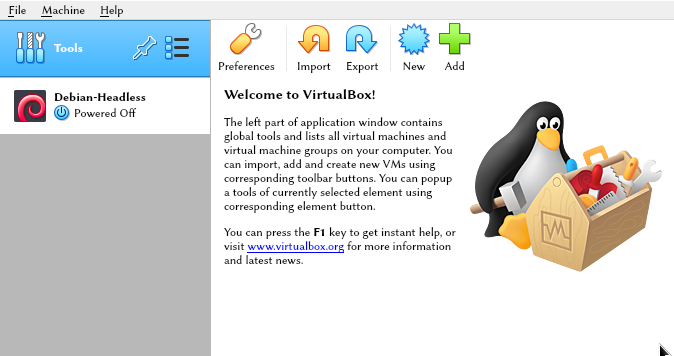 File Machine Help
Tools
Preferences Import Export New Add
Debian-Headless
Powered Off
Welcome to VirtualBox!
The left part of application window contains
global tools and lists all virtual machines and
virtual machine groups on your computer. You
can import, add and create new VMs using
corresponding toolbar buttons. You can popup
a tools of currently selected element using
corresponding element button.
You can press the F1 key to get instant help, or
visit www.virtualbox.org for more information
and latest news.